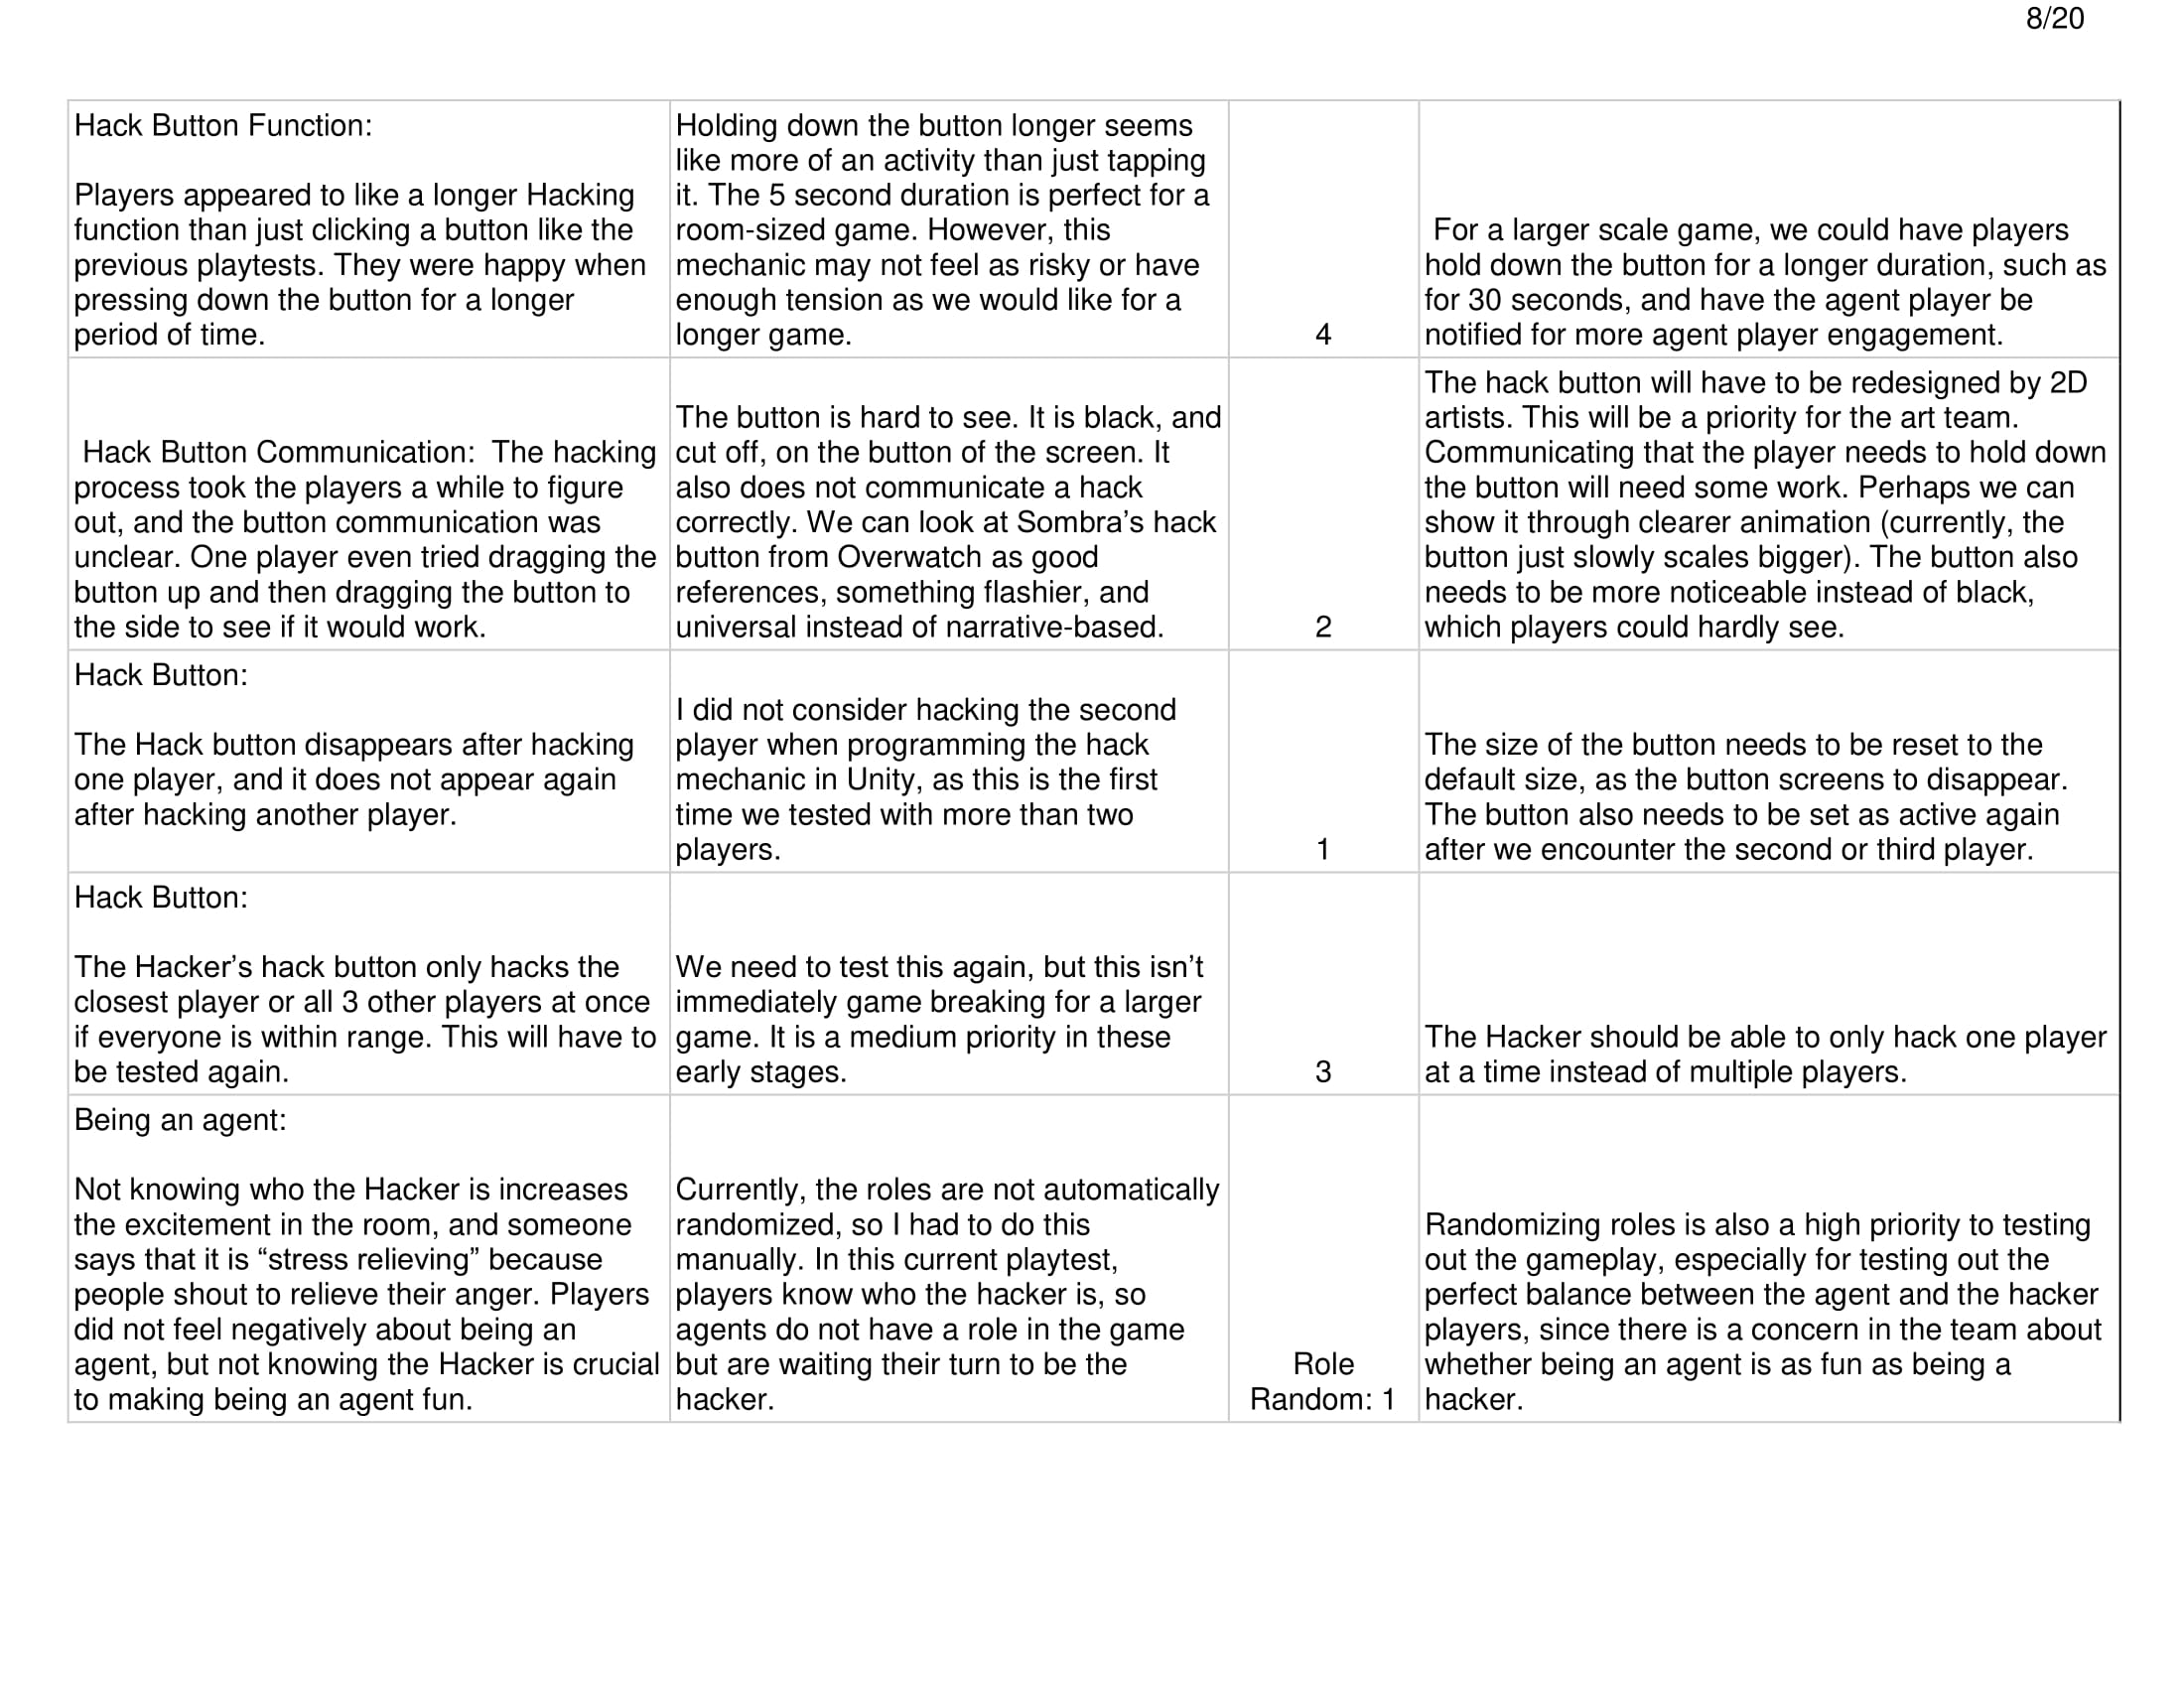 8/20
Hack Button Function:
Players appeared to like a longer Hacking
function than just clicking a button like the
previous playtests. They were happy when
pressing down the button for a longer
period of time.
Holding down the button longer seems
like more of an activity than just tapping
it. The 5 second duration is perfect for a
room-sized game. However, this
mechanic may not feel as risky or have
enough tension as we would like for a
longer game.
4
For a larger scale game, we could have players
hold down the button for a longer duration, such as
for 30 seconds, and have the agent player be
notified for more agent player engagement.
Hack Button Communication:  The hacking
process took the players a while to figure
out, and the button communication was
unclear. One player even tried dragging the
button up and then dragging the button to
the side to see if it would work.
The button is hard to see. It is black, and
cut off, on the button of the screen. It
also does not communicate a hack
correctly. We can look at Sombra’s hack
button from Overwatch as good
references, something flashier, and
universal instead of narrative-based.
2
The hack button will have to be redesigned by 2D
artists. This will be a priority for the art team.
Communicating that the player needs to hold down
the button will need some work. Perhaps we can
show it through clearer animation (currently, the
button just slowly scales bigger). The button also
needs to be more noticeable instead of black,
which players could hardly see.
Hack Button:
The Hack button disappears after hacking
one player, and it does not appear again
after hacking another player.
I did not consider hacking the second
player when programming the hack
mechanic in Unity, as this is the first
time we tested with more than two
players.
1
The size of the button needs to be reset to the
default size, as the button screens to disappear.
The button also needs to be set as active again
after we encounter the second or third player.
Hack Button:
The Hacker’s hack button only hacks the
closest player or all 3 other players at once
if everyone is within range. This will have to
be tested again.
We need to test this again, but this isn’t
immediately game breaking for a larger
game. It is a medium priority in these
early stages.
3
The Hacker should be able to only hack one player
at a time instead of multiple players.
Being an agent:
Not knowing who the Hacker is increases
the excitement in the room, and someone
says that it is “stress relieving” because
people shout to relieve their anger. Players
did not feel negatively about being an
agent, but not knowing the Hacker is crucial
to making being an agent fun.
Currently, the roles are not automatically
randomized, so I had to do this
manually. In this current playtest,
players know who the hacker is, so
agents do not have a role in the game
but are waiting their turn to be the
hacker.
Role
Random: 1
Randomizing roles is also a high priority to testing
out the gameplay, especially for testing out the
perfect balance between the agent and the hacker
players, since there is a concern in the team about
whether being an agent is as fun as being a
hacker.